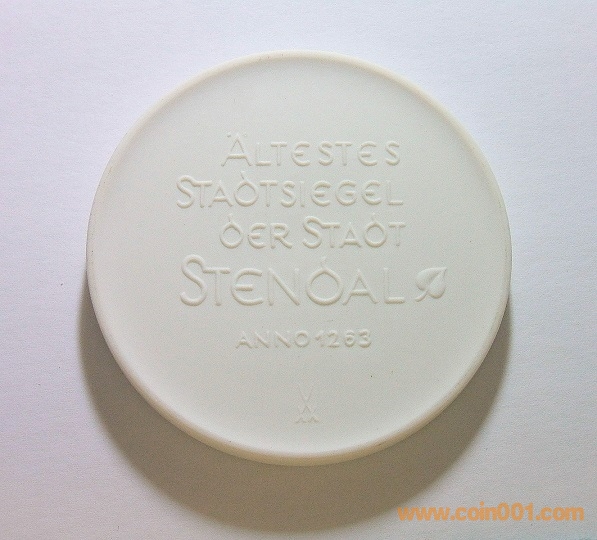 ÄLTESTES
STADTSIEGEL
DER STADT
STENDAL
ANNO 1263
www.coin001.com